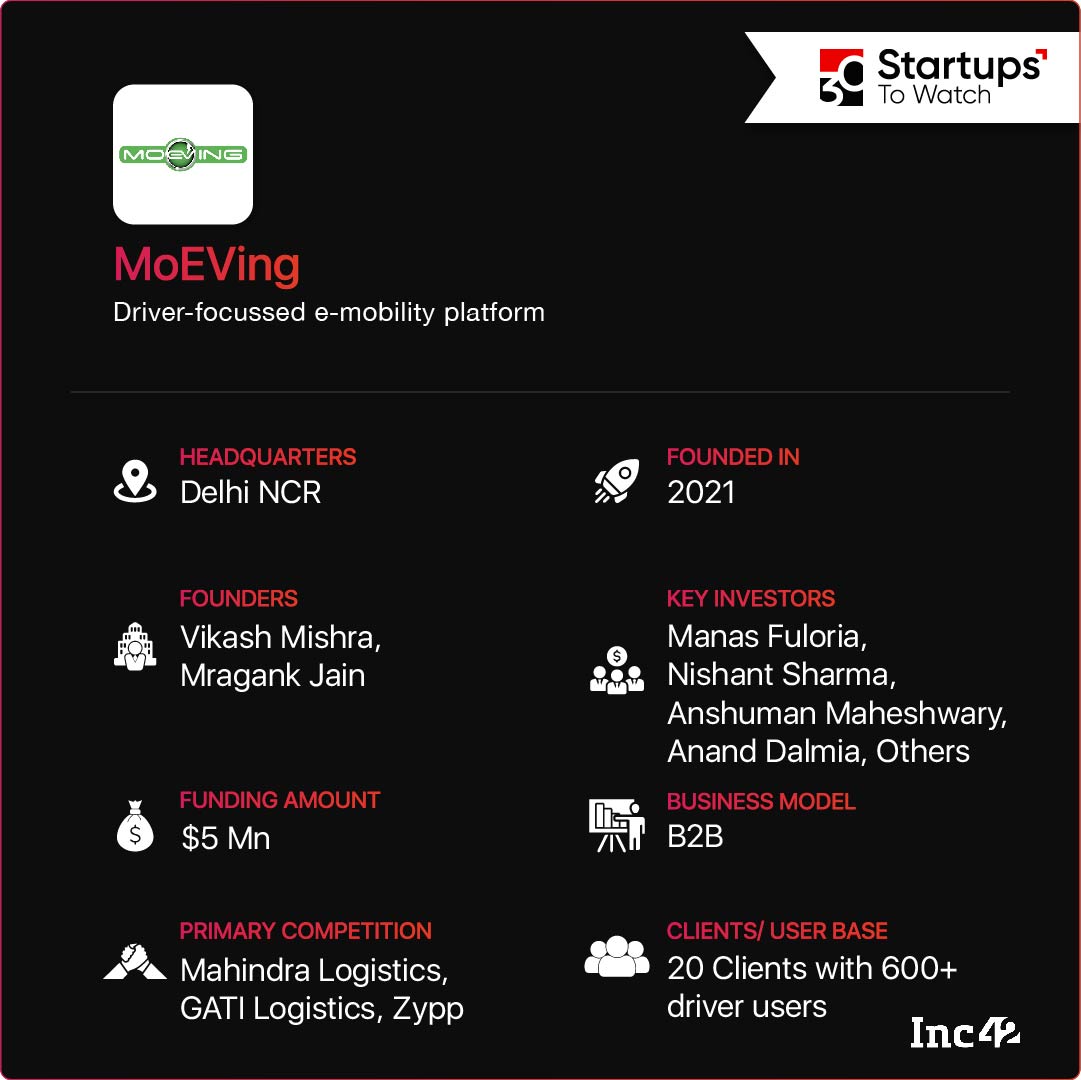 30 Startups
To Watch
MOEVING
MoEVing
Driver-focussed e-mobility platform
HEADQUARTERS
Delhi NCR
FOUNDED IN
2021
FOUNDERS
Vikash Mishra,
Mragank Jain
KEY INVESTORS
Manas Fuloria,
Nishant Sharma,
Anshuman Maheshwary,
Anand Dalmia, Others
FUNDING AMOUNT
$5 Mn
BUSINESS MODEL
B2B
PRIMARY COMPETITION
Mahindra Logistics,
GATI Logistics, Zypp
CLIENTS/ USER BASE
20 Clients with 600+
driver users
Inc42